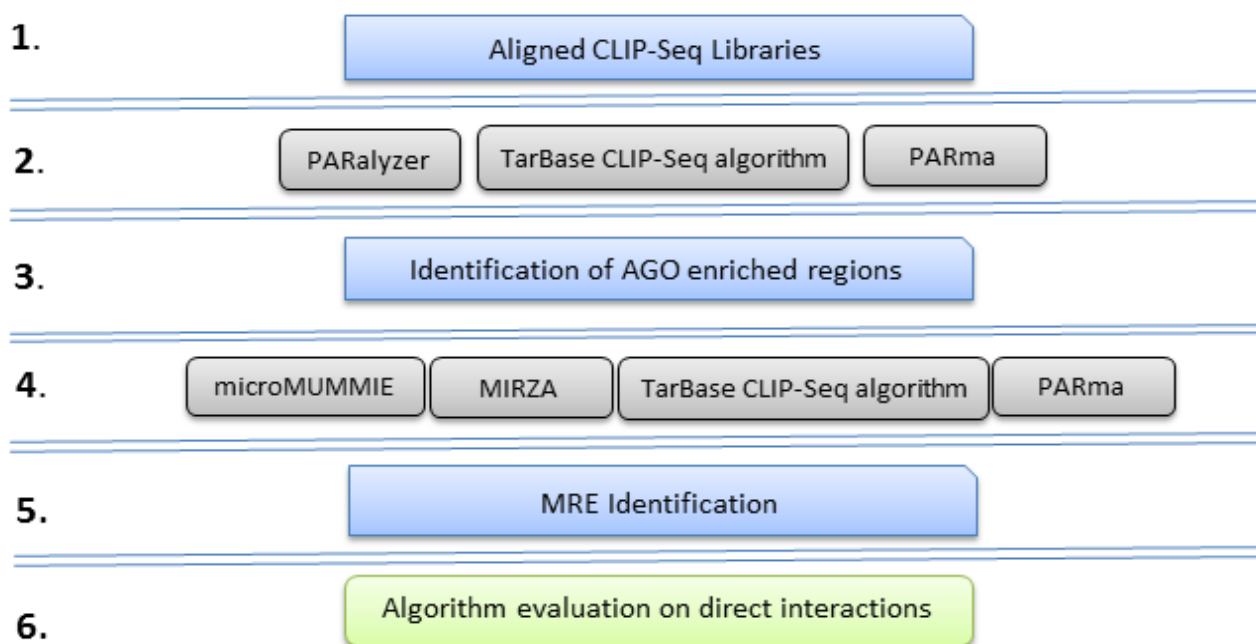 1. Aligned CLIP-Seq Libraries
2. PARalyzer TarBase CLIP-Seq algorithm PARma
3. Identification of AGO enriched regions
4. microMUMMIE MIRZA TarBase CLIP-Seq algorithm PARma
5. MRE Identification
6. Algorithm evaluation on direct interactions